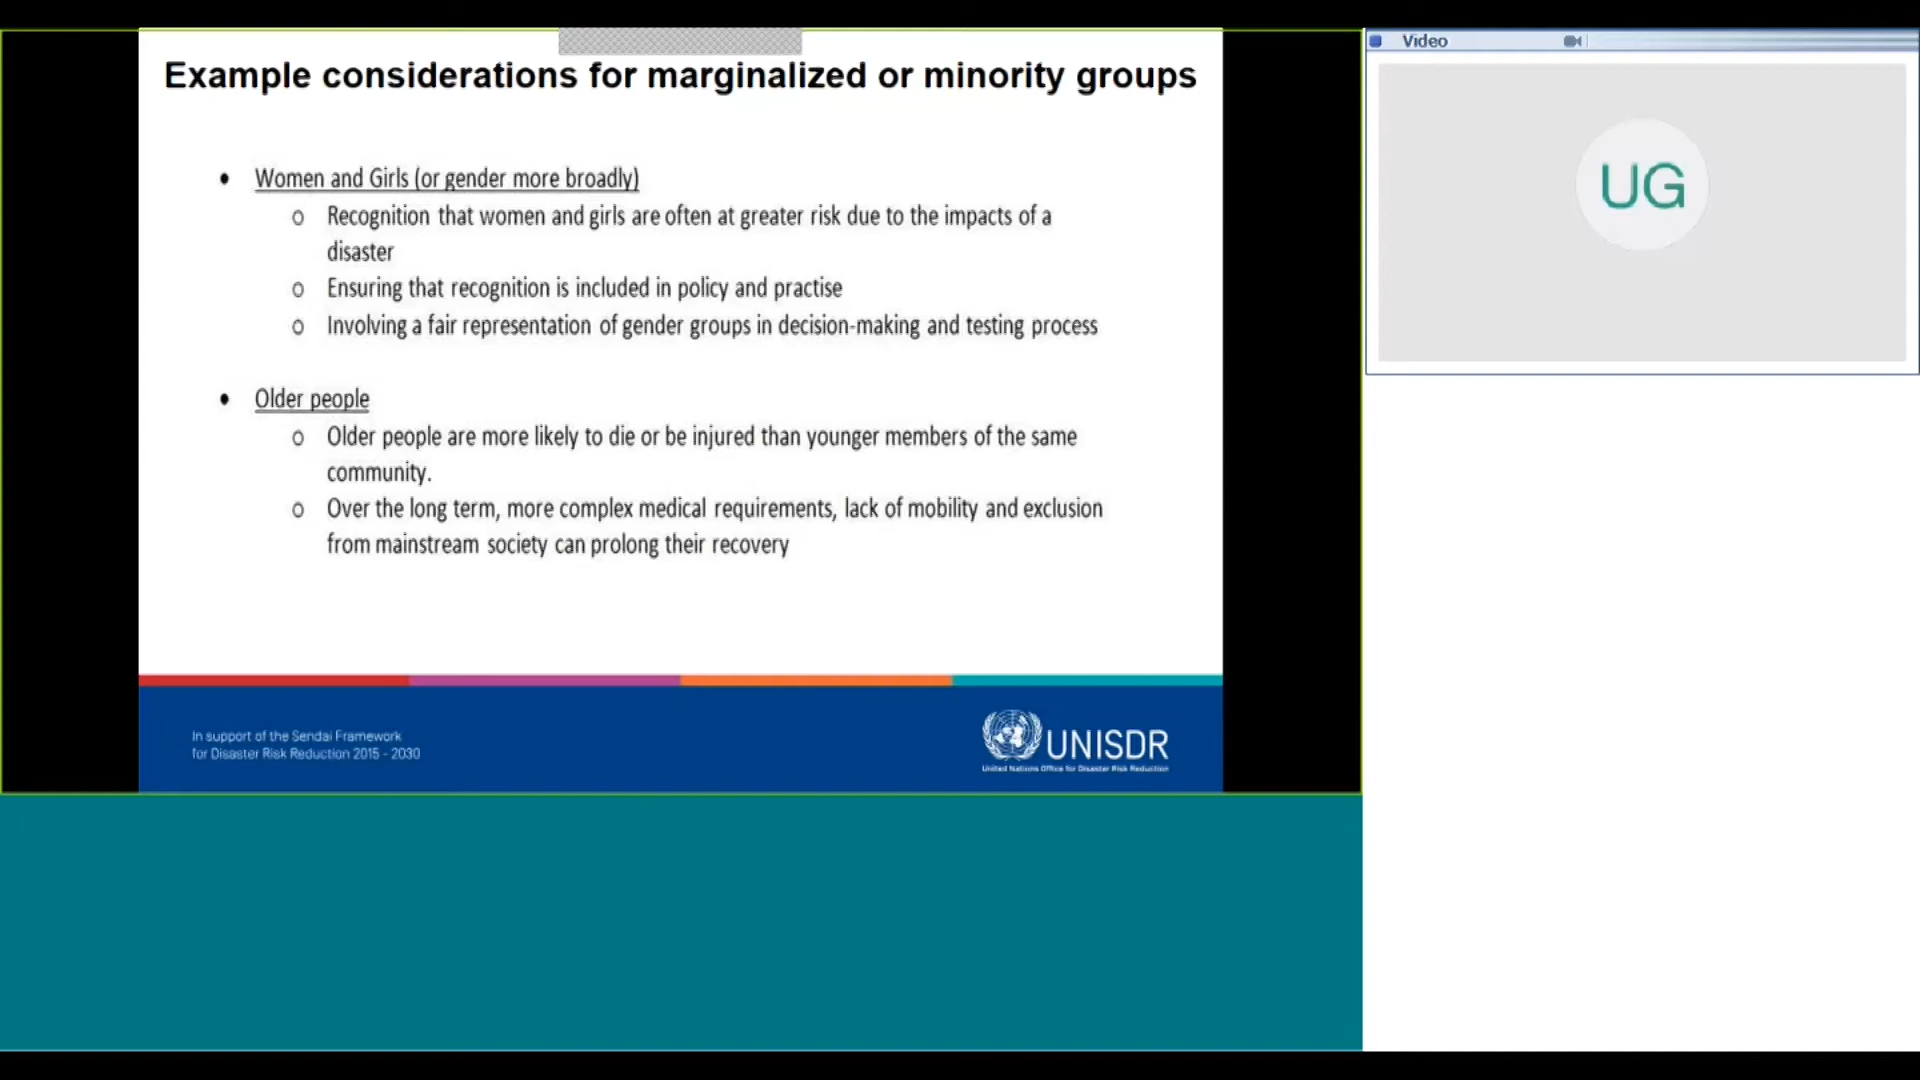 Example considerations for marginalized or minority groups
• Women and Girls (or gender more broadly)
o Recognition that women and girls are often at greater risk due to the impacts of a
disaster
o Ensuring that recognition is included in policy and practise
o Involving a fair representation of gender groups in decision-making and testing process
• Older people
o Older people are more likely to die or be injured than younger members of the same
community.
o Over the long term, more complex medical requirements, lack of mobility and exclusion
from mainstream society can prolong their recovery
In support of the Sendai Framework
for Disaster Risk Reduction 2015 - 2030
UNISDR
United Nations Office for Disaster Risk Reduction
Video
UG